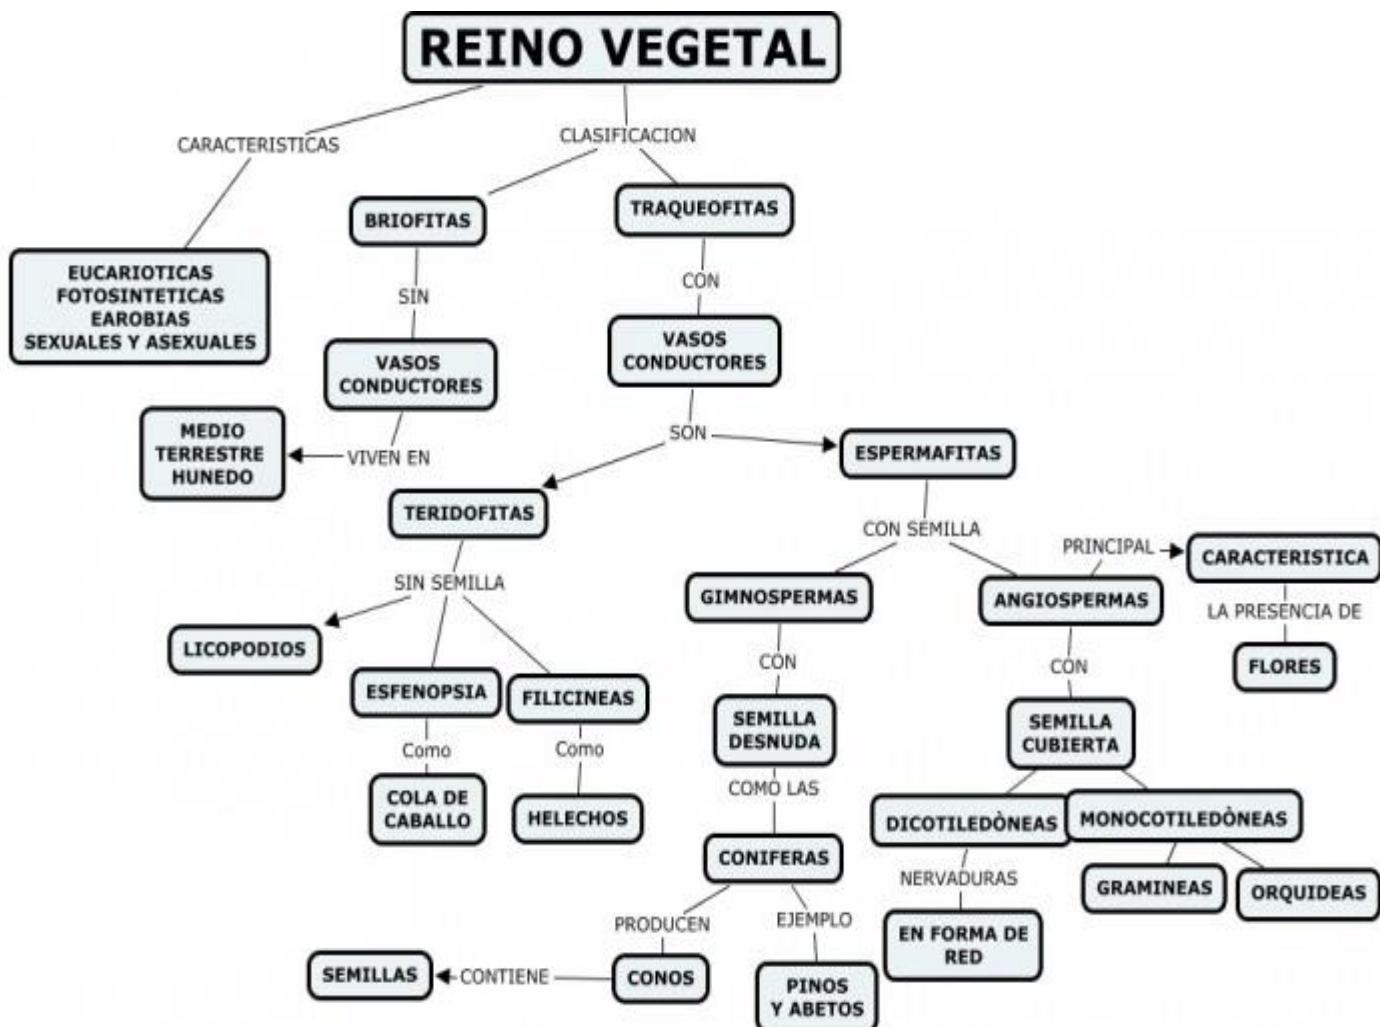 REINO VEGETAL
CARACTERISTICAS
CLASIFICACION
BRIOFITAS
TRAQUEOFITAS
EUCARIOTICAS
FOTOSINTETICAS
EAROBIAS
SEXUALES Y ASEXUALES
SIN
CON
VASOS
CONDUCTORES
VASOS
CONDUCTORES
MEDIO
TERRESTRE
HUNEDO
VIVEN EN
SON
ESPERMAFITAS
TERIDOFITAS
CON SEMILLA
PRINCIPAL
CARACTERISTICA
SIN SEMILLA
GIMNOSPERMAS
ANGIOSPERMAS
LA PRESENCIA DE
LICOPODIOS
CON
CON
FLORES
ESFENOPSIA
FILICINEAS
SEMILLA
DESNUDA
SEMILLA
CUBIERTA
Como
Como
COLA DE
CABALLO
HELECHOS
COMO LAS
DICOTILEDÒNEAS
MONOCOTILEDÒNEAS
CONIFERAS
NERVADURAS
GRAMINEAS
ORQUIDEAS
PRODUCEN
EJEMPLO
EN FORMA DE
RED
SEMILLAS
CONTIENE
CONOS
PINOS
Y ABETOS